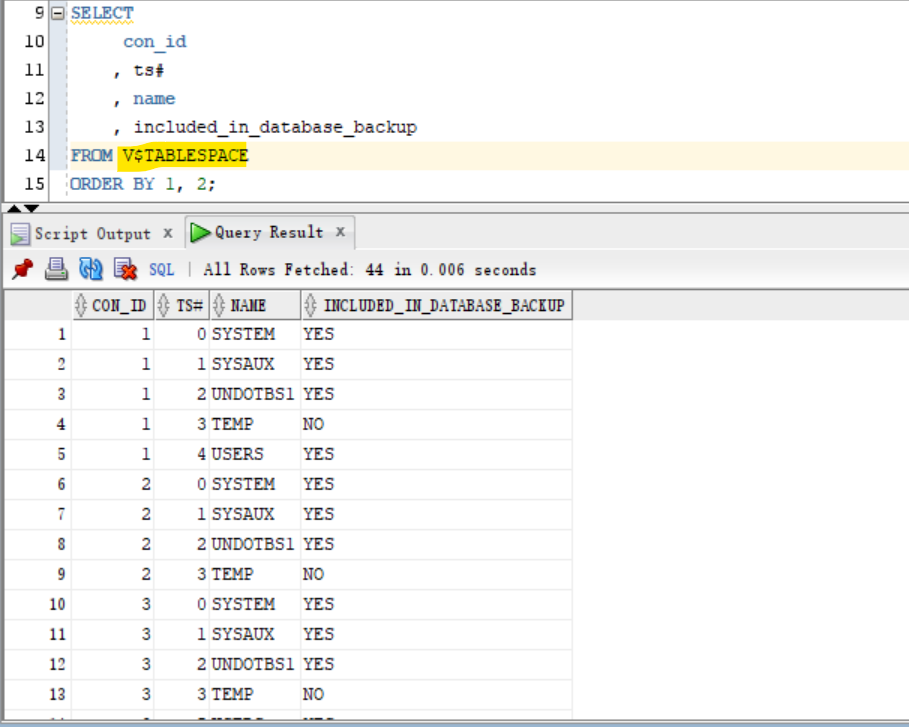 9 SELECT
10 con_id
11 , ts#
12 , name
13 , included_in_database_backup
14 FROM V$TABLESPACE
15 ORDER BY 1, 2;
Script Output x Query Result x
SQL | All Rows Fetched: 44 in 0.006 seconds
CON_ID TS# NAME INCLUDED_IN_DATABASE_BACKUP
1 1 0 SYSTEM YES
2 1 1 SYSAUX YES
3 1 2 UNDOTBS1 YES
4 1 3 TEMP NO
5 1 4 USERS YES
6 2 0 SYSTEM YES
7 2 1 SYSAUX YES
8 2 2 UNDOTBS1 YES
9 2 3 TEMP NO
10 3 0 SYSTEM YES
11 3 1 SYSAUX YES
12 3 2 UNDOTBS1 YES
13 3 3 TEMP NO